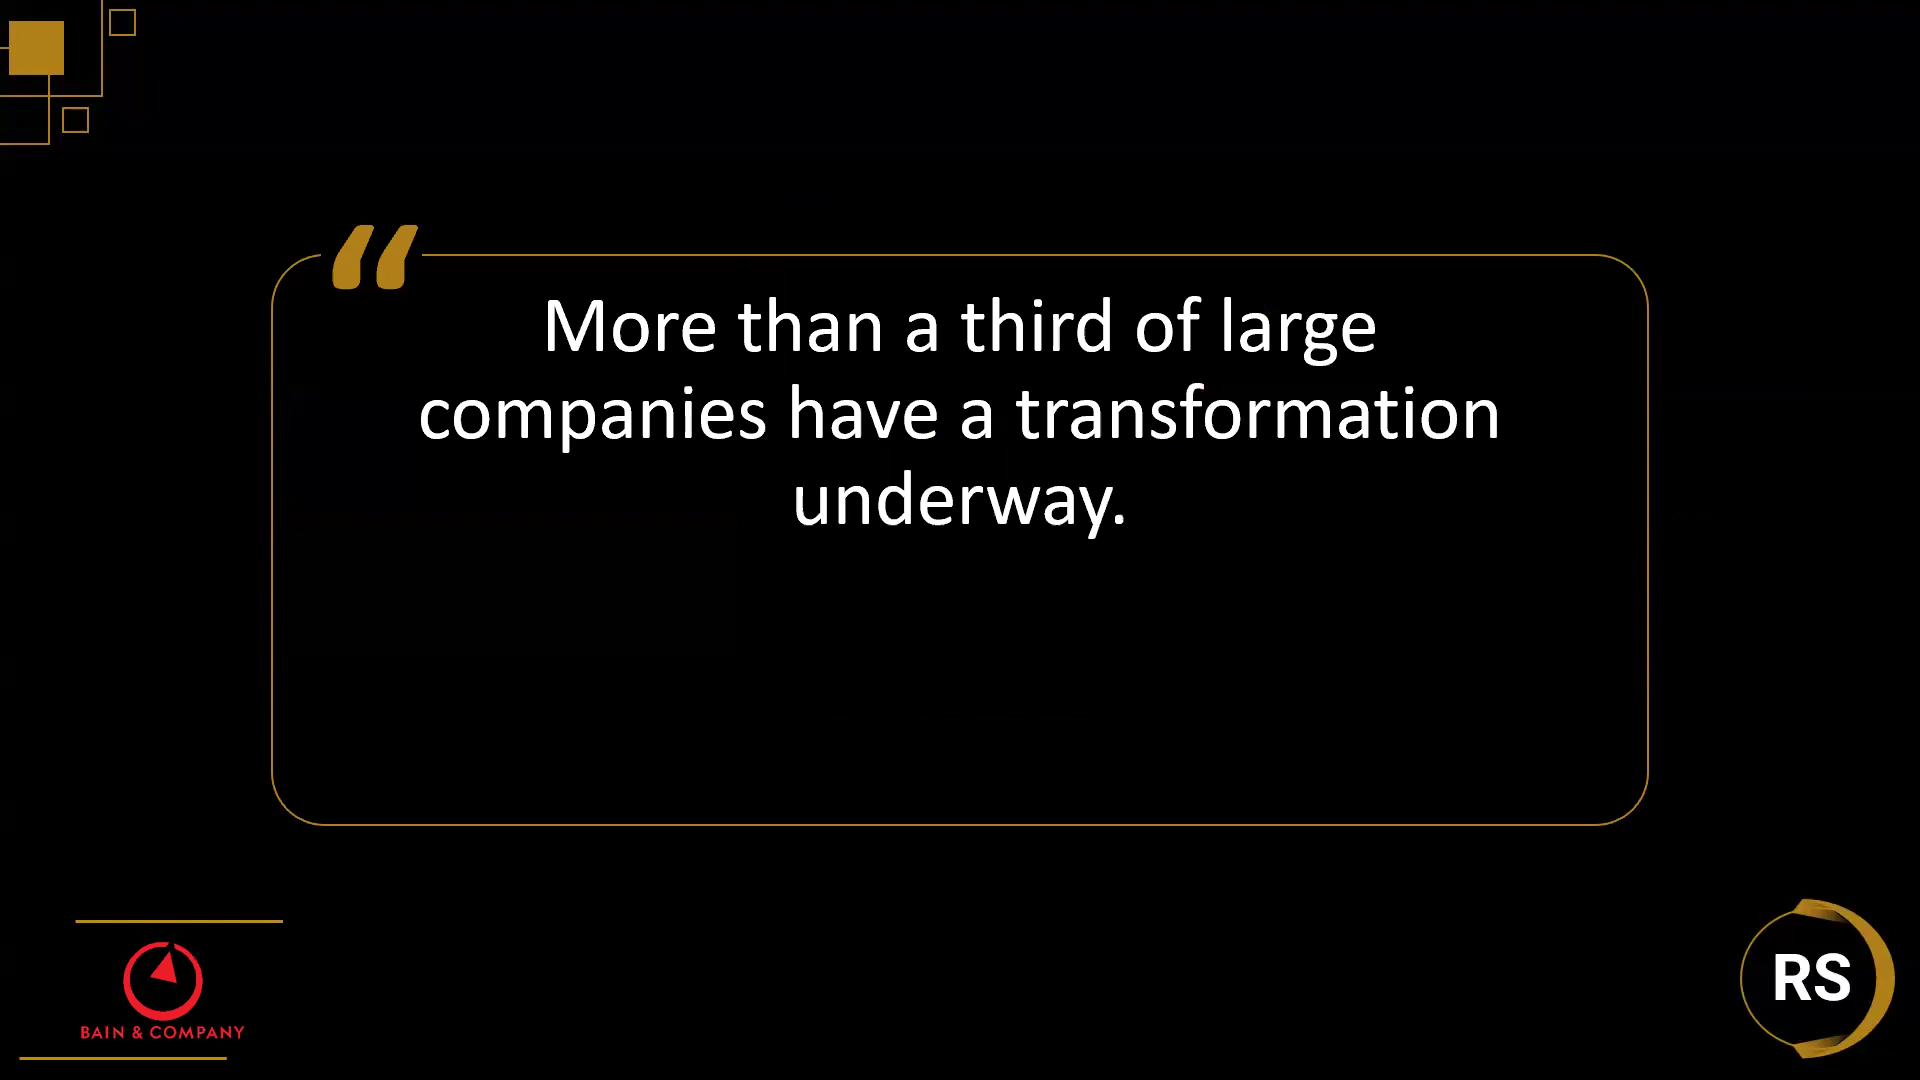 “
More than a third of large
companies have a transformation
underway.
BAIN & COMPANY
RS